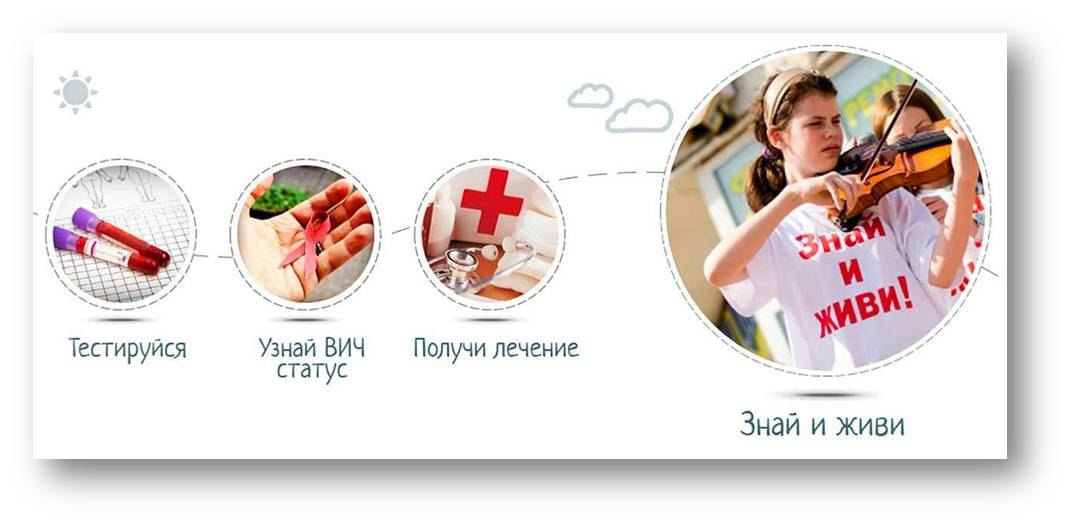 Тестируйся
Узнай ВИЧ
статус
Получи лечение
Знай
и
живи!
Знай и живи